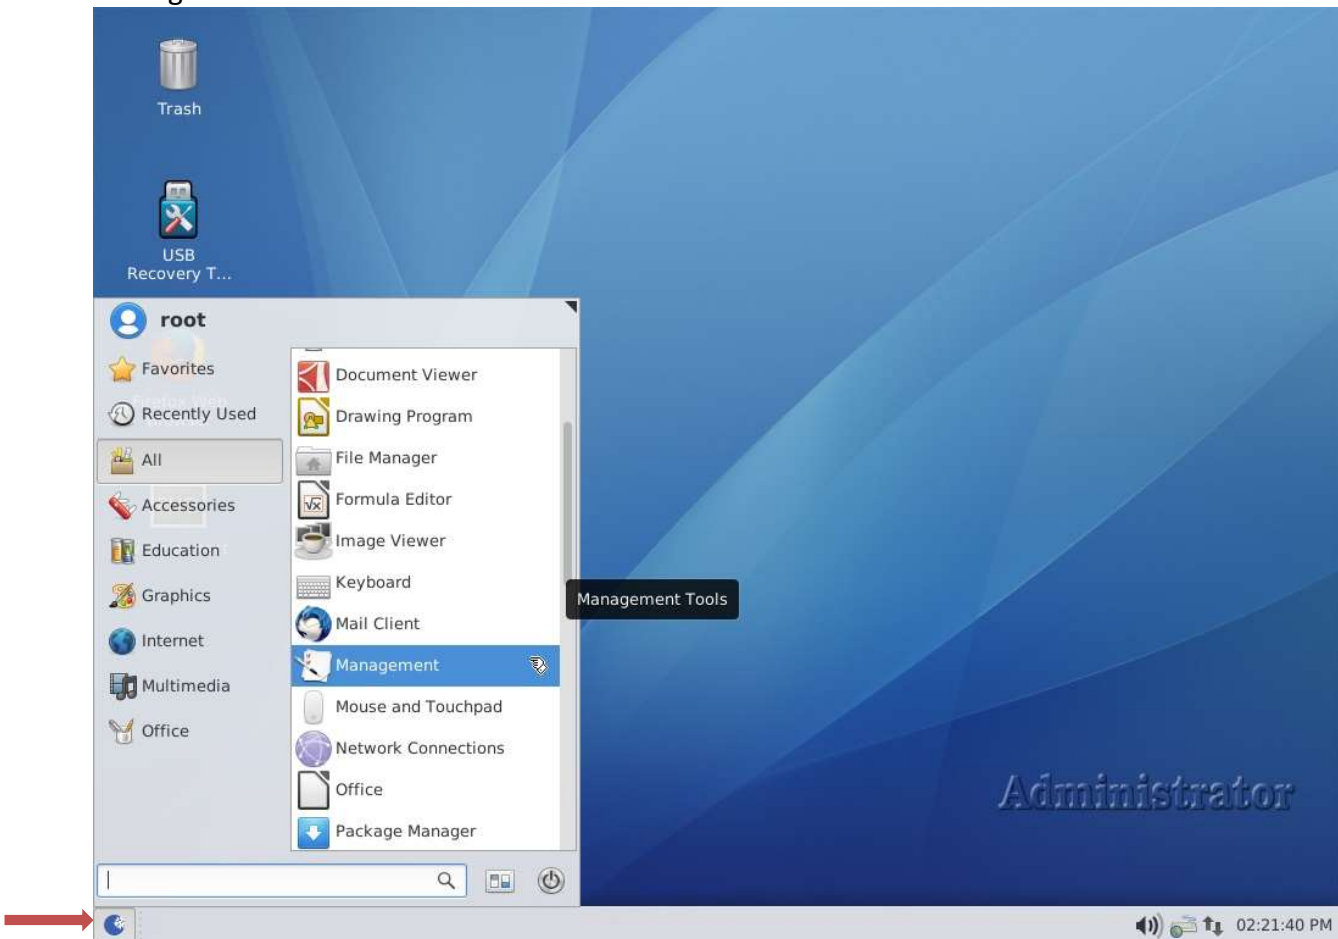 Trash
USB
Recovery T...
root
Favorites
Recently Used
All
Accessories
Education
Graphics
Internet
Multimedia
Office
Document Viewer
Drawing Program
File Manager
Formula Editor
Image Viewer
Keyboard
Mail Client
Management
Mouse and Touchpad
Network Connections
Office
Package Manager
Management Tools
Administrator
02:21:40 PM